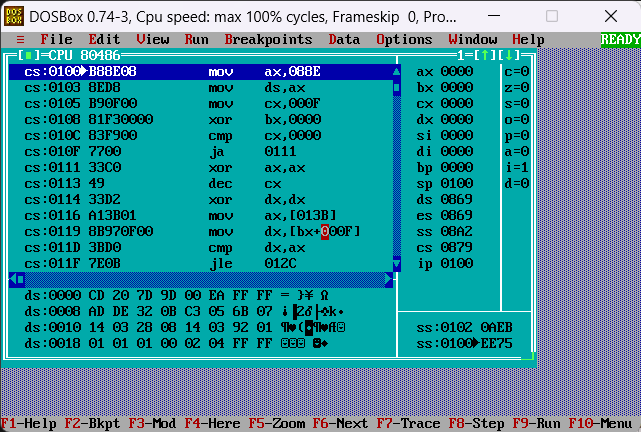 DOSBox 0.74-3, Cpu speed: max 100% cycles, Frameskip 0, Pro...
≡ File Edit View Run Breakpoints Data Options Window Help READY
[■]=CPU 80486 1=[↑][↓]
cs:0100►B88E08 mov ax,088E ax 0000 c=0
cs:0103 8ED8 mov ds,ax bx 0000 z=0
cs:0105 B90F00 mov cx,000F cx 0000 s=0
cs:0108 81F30000 xor bx,0000 dx 0000 o=0
cs:010C 83F900 cmp cx,0000 si 0000 p=0
cs:010F 7700 ja 0111 di 0000 a=0
cs:0111 33C0 xor ax,ax bp 0000 i=1
cs:0113 49 dec cx sp 0100 d=0
cs:0114 33D2 xor dx,dx ds 0869
cs:0116 A13B01 mov ax,[013B] es 0869
cs:0119 8B970F00 mov dx,[bx+000F] ss 08A2
cs:011D 3BD0 cmp dx,ax cs 0879
cs:011F 7E0B jle 012C ip 0100
ds:0000 CD 20 7D 9D 00 EA FF FF = }¥ Ω
ds:0008 AD DE 32 0B C3 05 6B 07
ds:0010 14 03 28 08 14 03 92 01 ss:0102 0AEB
ds:0018 01 01 01 00 02 04 FF FF ss:0100►EE75
F1-Help F2-Bkpt F3-Mod F4-Here F5-Zoom F6-Next F7-Trace F8-Step F9-Run F10-Menu